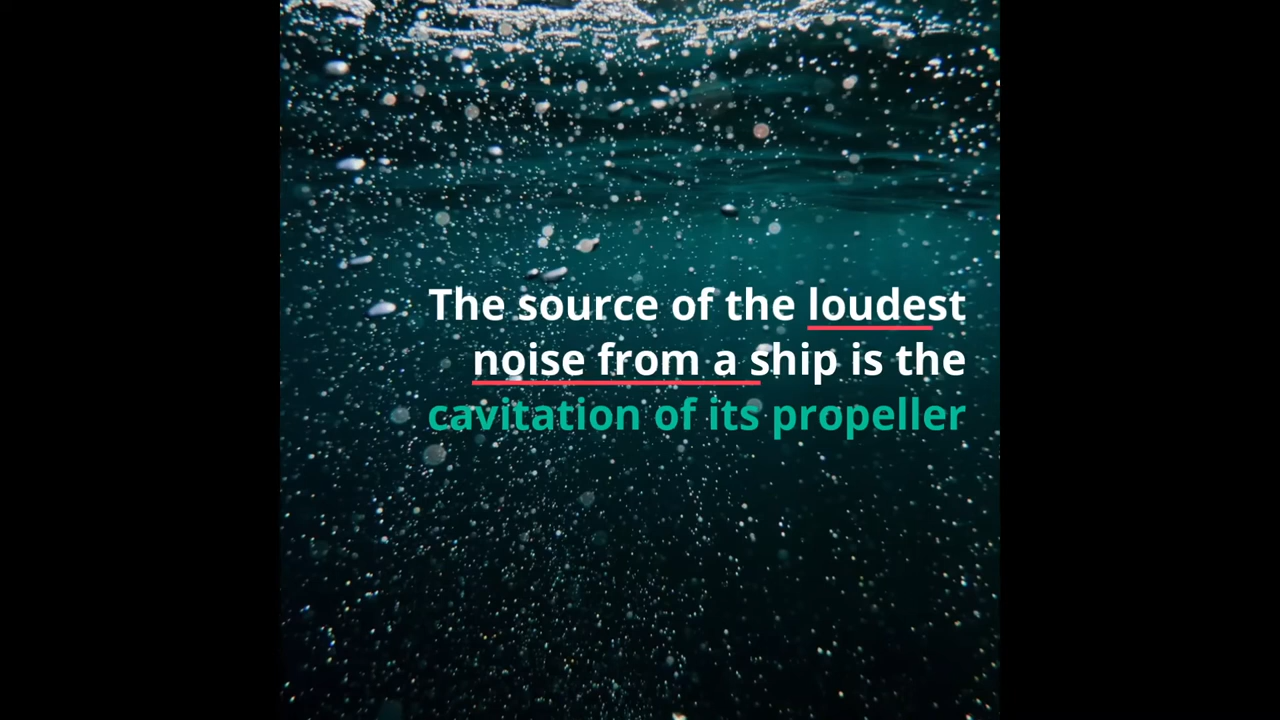 The source of the loudest
noise from a ship is the
cavitation of its propeller